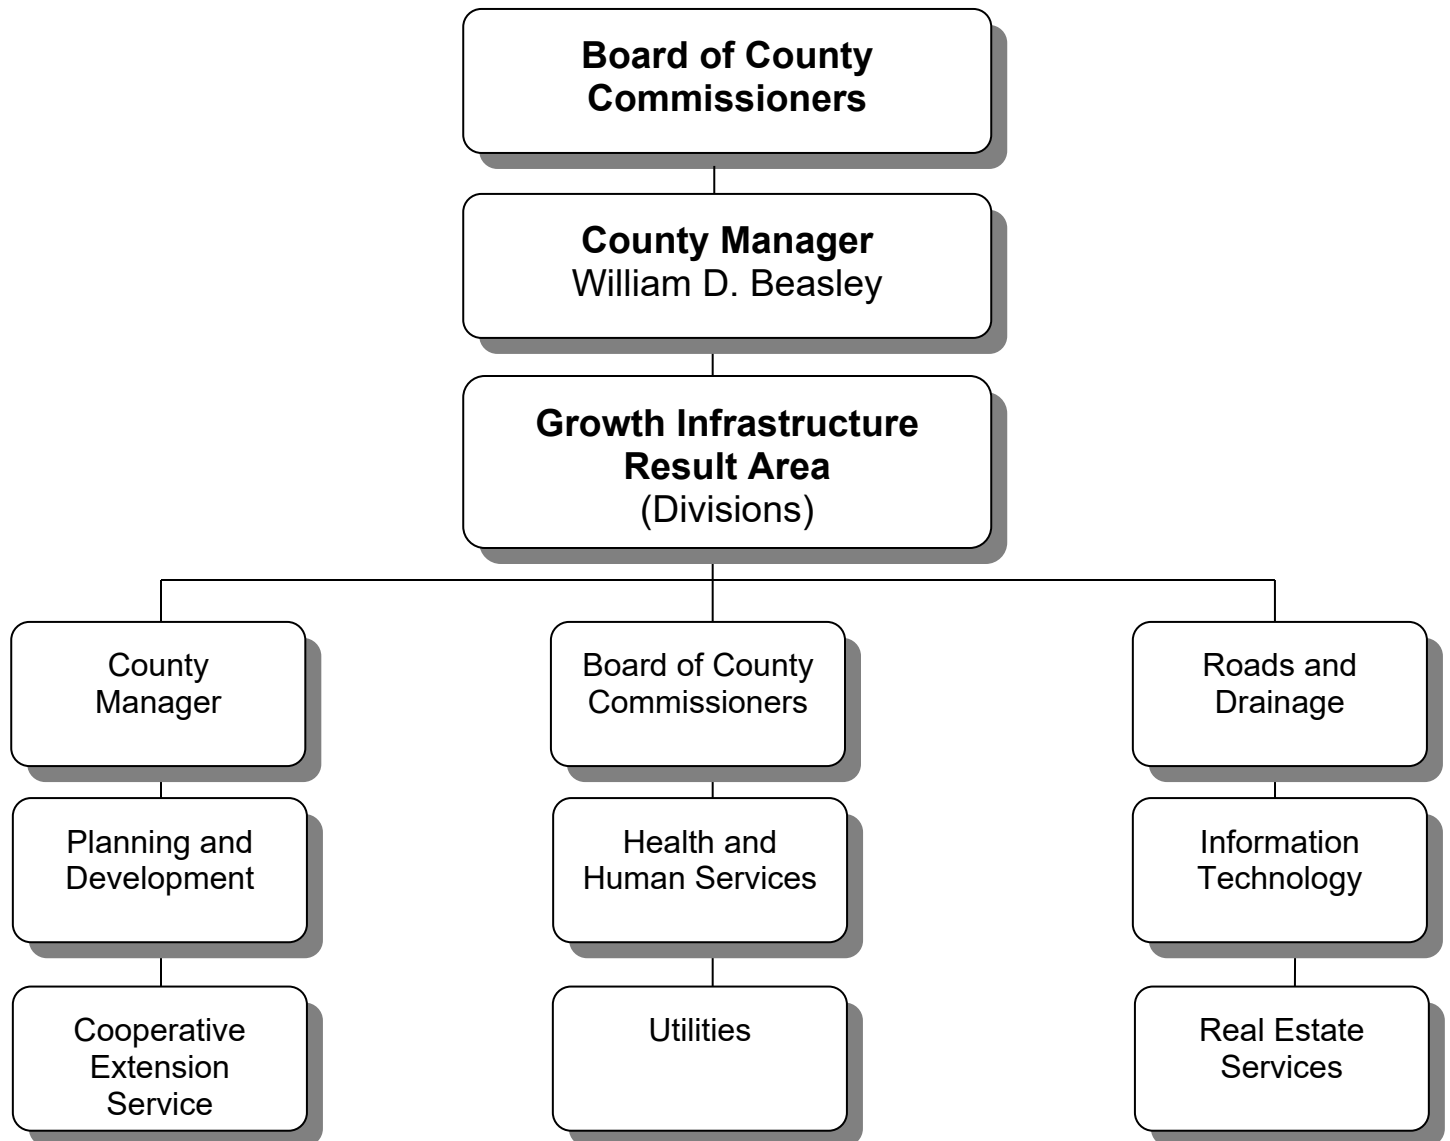 Board of County
Commissioners
County Manager
William D. Beasley
Growth Infrastructure
Result Area
(Divisions)
County
Manager
Board of County
Commissioners
Roads and
Drainage
Planning and
Development
Health and
Human Services
Information
Technology
Cooperative
Extension
Service
Utilities
Real Estate
Services